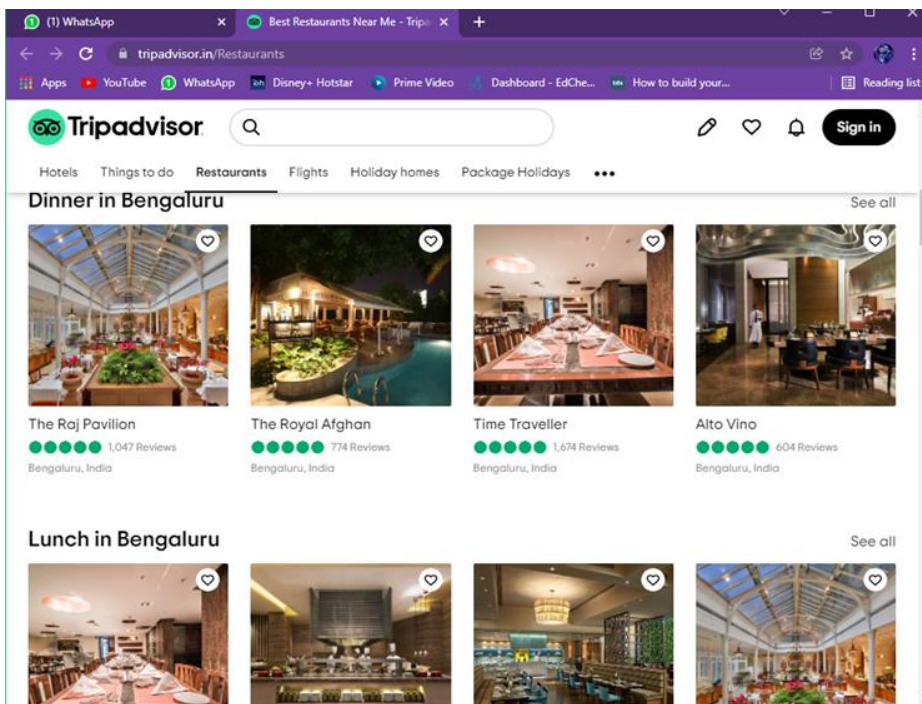 (1) WhatsApp
Best Restaurants Near Me - Tripa
tripadvisor.in/Restaurants
Apps YouTube WhatsApp Disney+ Hotstar Prime Video Dashboard - EdChe... How to build your... Reading list
Tripadvisor
Sign in
Hotels Things to do Restaurants Flights Holiday homes Package Holidays
Dinner in Bengaluru See all
The Raj Pavilion The Royal Afghan Time Traveller Alto Vino
1,047 Reviews 774 Reviews 1,674 Reviews 604 Reviews
Bengaluru, India Bengaluru, India Bengaluru, India Bengaluru, India
Lunch in Bengaluru See all